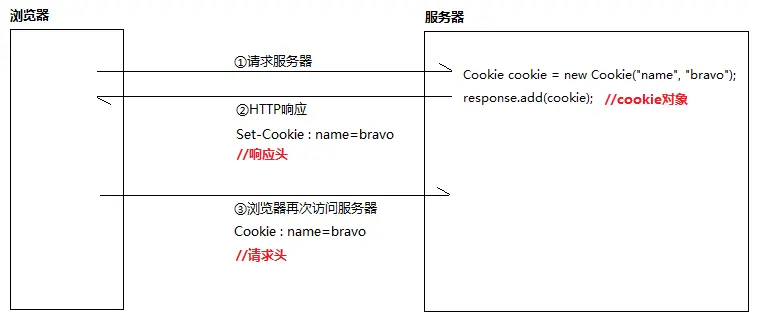 浏览器
服务器
①请求服务器
Cookie cookie = new Cookie("name", "bravo");
response.add(cookie); //cookie对象
②HTTP响应
Set-Cookie : name=bravo
//响应头
③浏览器再次访问服务器
Cookie : name=bravo
//请求头